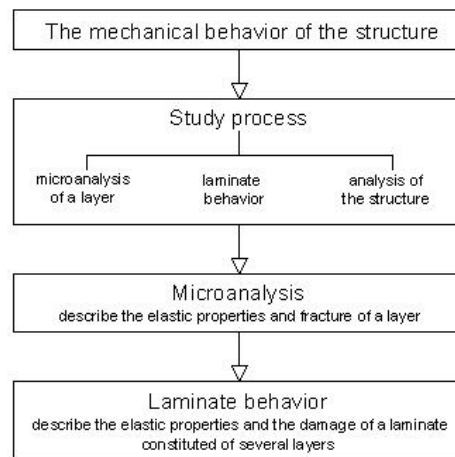 The mechanical behavior of the structure
Study process
microanalysis
of a layer
laminate
behavior
analysis of
the structure
Microanalysis
describe the elastic properties and fracture of a layer
Laminate behavior
describe the elastic properties and the damage of a laminate
constituted of several layers